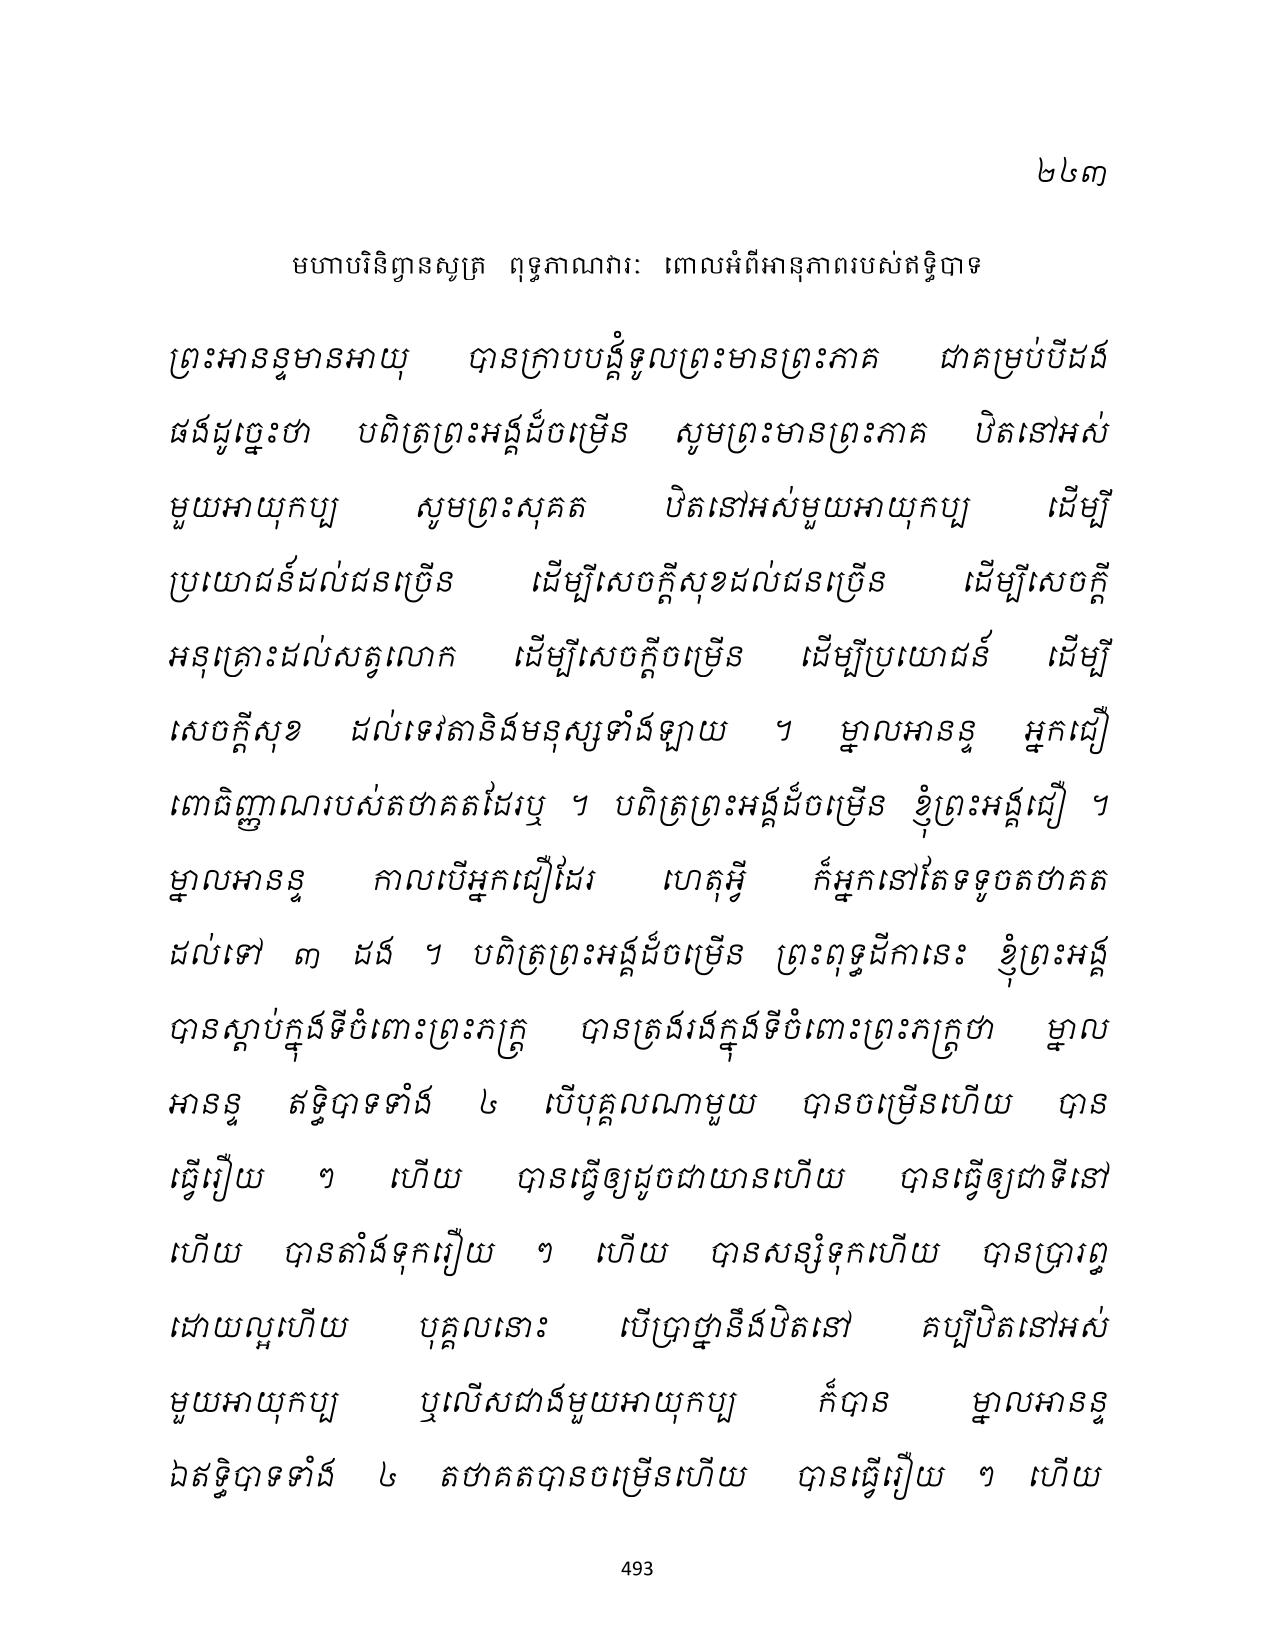 ២៤៣
មហាបរិនិព្វានសូត្រ ពុទ្ធភាណវារៈ ពោលអំពីអានុភាពរបស់ឥទ្ធិបាទ
ព្រះអានន្ទមានអាយុ បានក្រាបបង្គំទូលព្រះមានព្រះភាគ ជាគម្រប់បីដង
ផងដូច្នេះថា បពិត្រព្រះអង្គដ៏ចម្រើន សូមព្រះមានព្រះភាគ ឋិតនៅអស់
មួយអាយុកប្ប សូមព្រះសុគត ឋិតនៅអស់មួយអាយុកប្ប ដើម្បី
ប្រយោជន៍ដល់ជនច្រើន ដើម្បីសេចក្តីសុខដល់ជនច្រើន ដើម្បីសេចក្តី
អនុគ្រោះដល់សត្វលោក ដើម្បីសេចក្តីចម្រើន ដើម្បីប្រយោជន៍ ដើម្បី
សេចក្តីសុខ ដល់ទេវតានិងមនុស្សទាំងឡាយ ។ ម្នាលអានន្ទ អ្នកជឿ
ពោធិញ្ញាណរបស់តថាគតដែរឬ ។ បពិត្រព្រះអង្គដ៏ចម្រើន ខ្ញុំព្រះអង្គជឿ ។
ម្នាលអានន្ទ កាលបើអ្នកជឿដែរ ហេតុអ្វី ក៏អ្នកនៅតែទទូចតថាគត
ដល់ទៅ ៣ ដង ។ បពិត្រព្រះអង្គដ៏ចម្រើន ព្រះពុទ្ធដីកានេះ ខ្ញុំព្រះអង្គ
បានស្តាប់ក្នុងទីចំពោះព្រះភក្ត្រ បានត្រងរងក្នុងទីចំពោះព្រះភក្ត្រថា ម្នាល
អានន្ទ ឥទ្ធិបាទទាំង ៤ បើបុគ្គលណាមួយ បានចម្រើនហើយ បាន
ធ្វើរឿយ ៗ ហើយ បានធ្វើឲ្យដូចជាយានហើយ បានធ្វើឲ្យជាទីនៅ
ហើយ បានតាំងទុករឿយ ៗ ហើយ បានសន្សំទុកហើយ បានប្រារព្ធ
ដោយល្អហើយ បុគ្គលនោះ បើប្រាថ្នានឹងឋិតនៅ គប្បីឋិតនៅអស់
មួយអាយុកប្ប ឬលើសជាងមួយអាយុកប្ប ក៏បាន ម្នាលអានន្ទ
ឯឥទ្ធិបាទទាំង ៤ តថាគតបានចម្រើនហើយ បានធ្វើរឿយ ៗ ហើយ
493